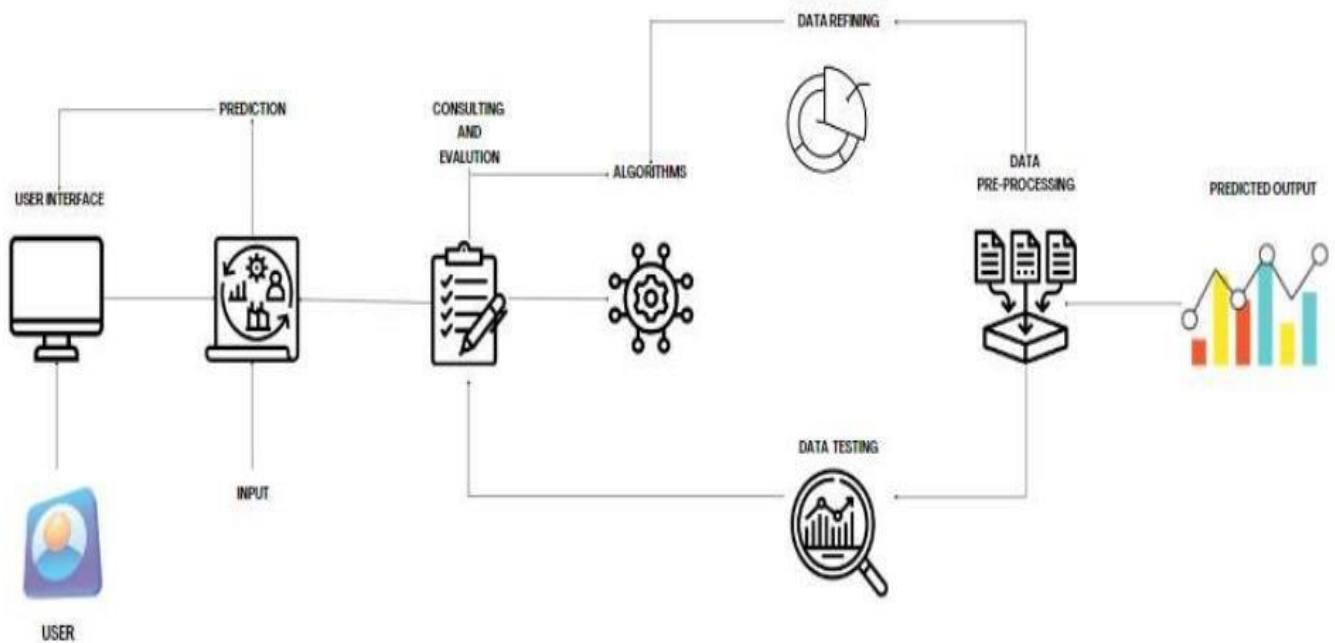 DATA REFINING
PREDICTION
CONSULTING
AND
EVALUTION
ALGORITHMS
DATA
PRE-PROCESSING
USER INTERFACE
PREDICTED OUTPUT
DATA TESTING
INPUT
USER